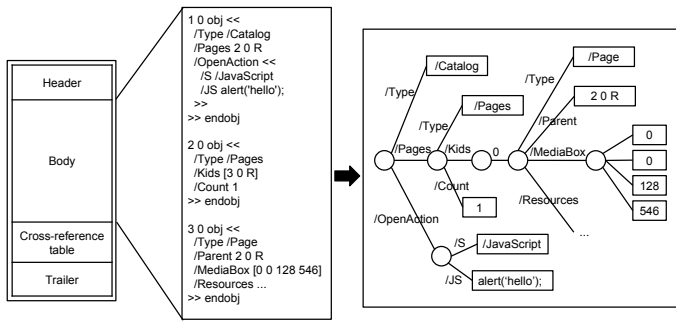 Header
Body
Cross-reference
table
Trailer
1 0 obj <<
/Type /Catalog
/Pages 2 0 R
/OpenAction <<
/S /JavaScript
/JS alert('hello');
>>
>> endobj
2 0 obj <<
/Type /Pages
/Kids [3 0 R]
/Count 1
>> endobj
3 0 obj <<
/Type /Page
/Parent 2 0 R
/MediaBox [0 0 128 546]
/Resources ...
>> endobj
/Catalog
/Type
/Pages
/Type
/Pages
/Kids
0
/Count
1
/Page
/Type
2 0 R
/Parent
/MediaBox
0
0
128
546
/Resources
...
/OpenAction
/S
/JavaScript
/JS
alert('hello');